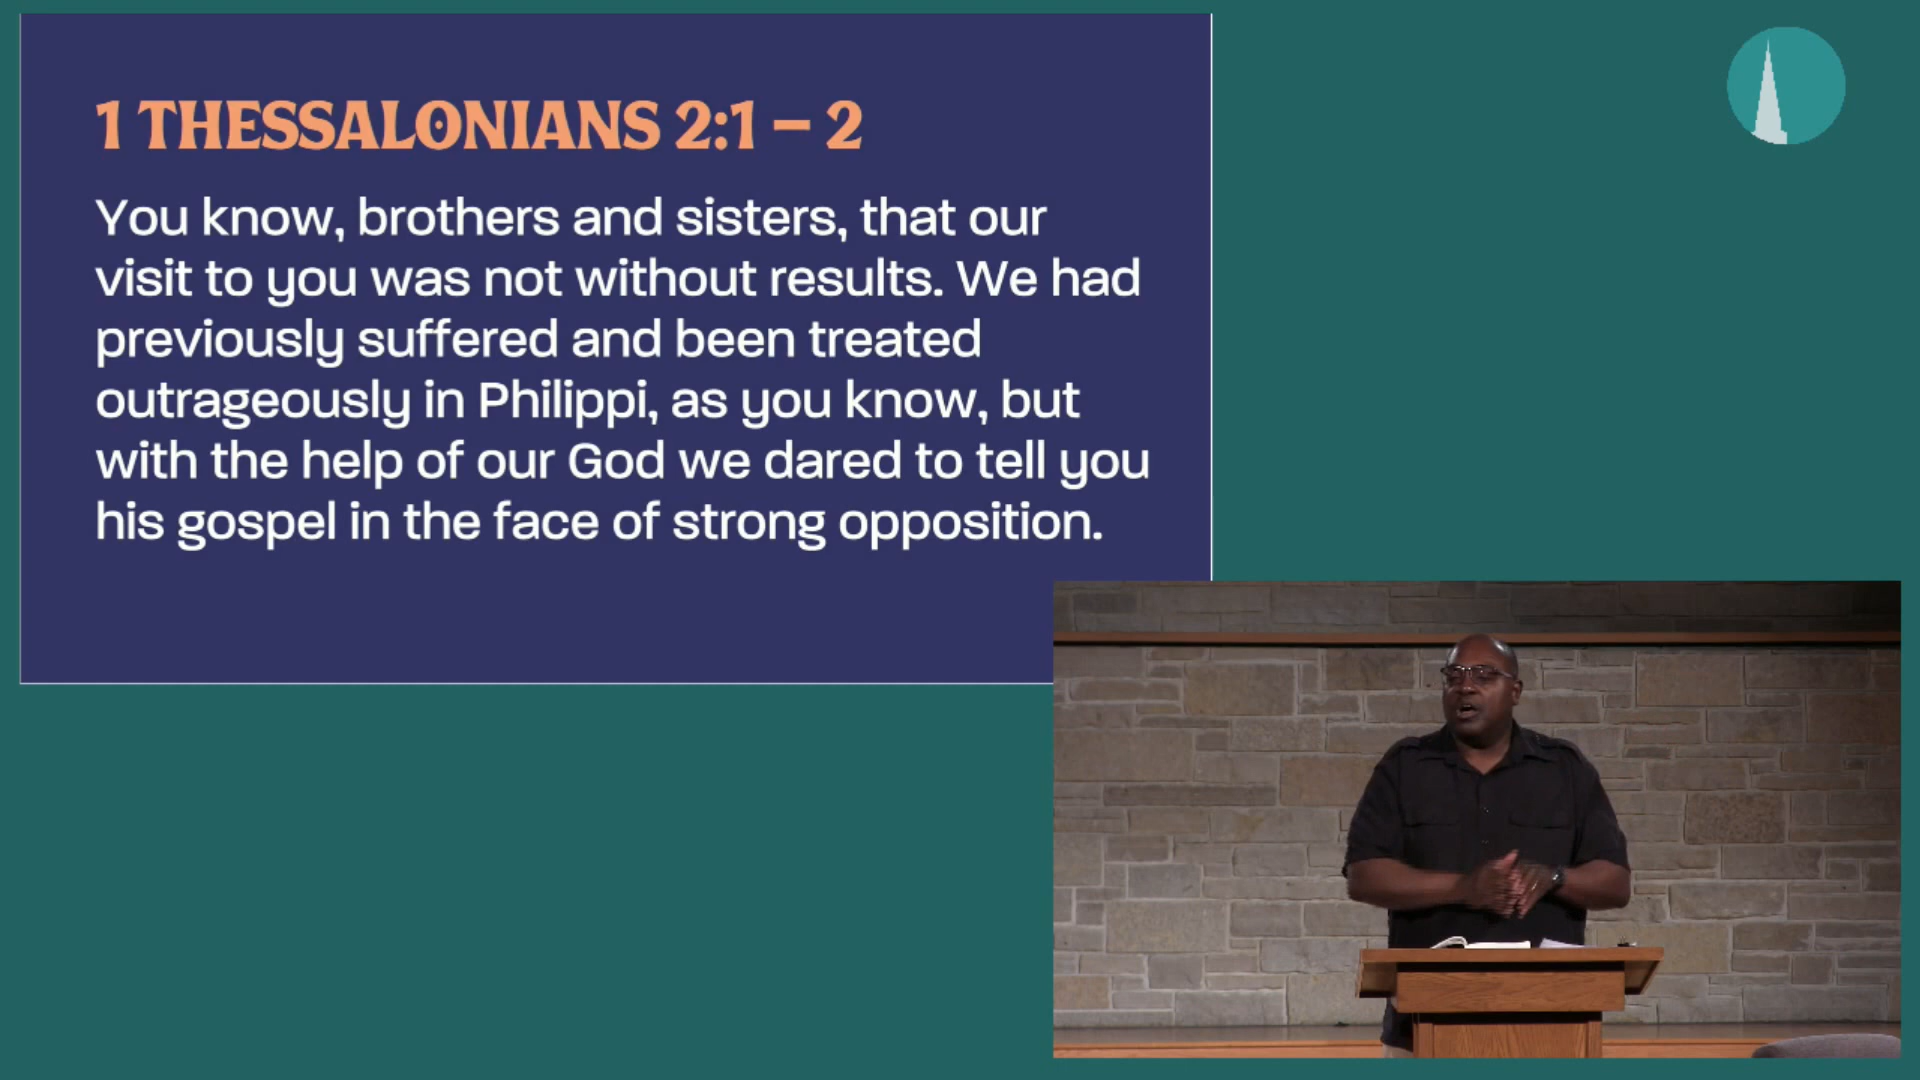 1 THESSALONIANS 2:1 – 2
You know, brothers and sisters, that our
visit to you was not without results. We had
previously suffered and been treated
outrageously in Philippi, as you know, but
with the help of our God we dared to tell you
his gospel in the face of strong opposition.